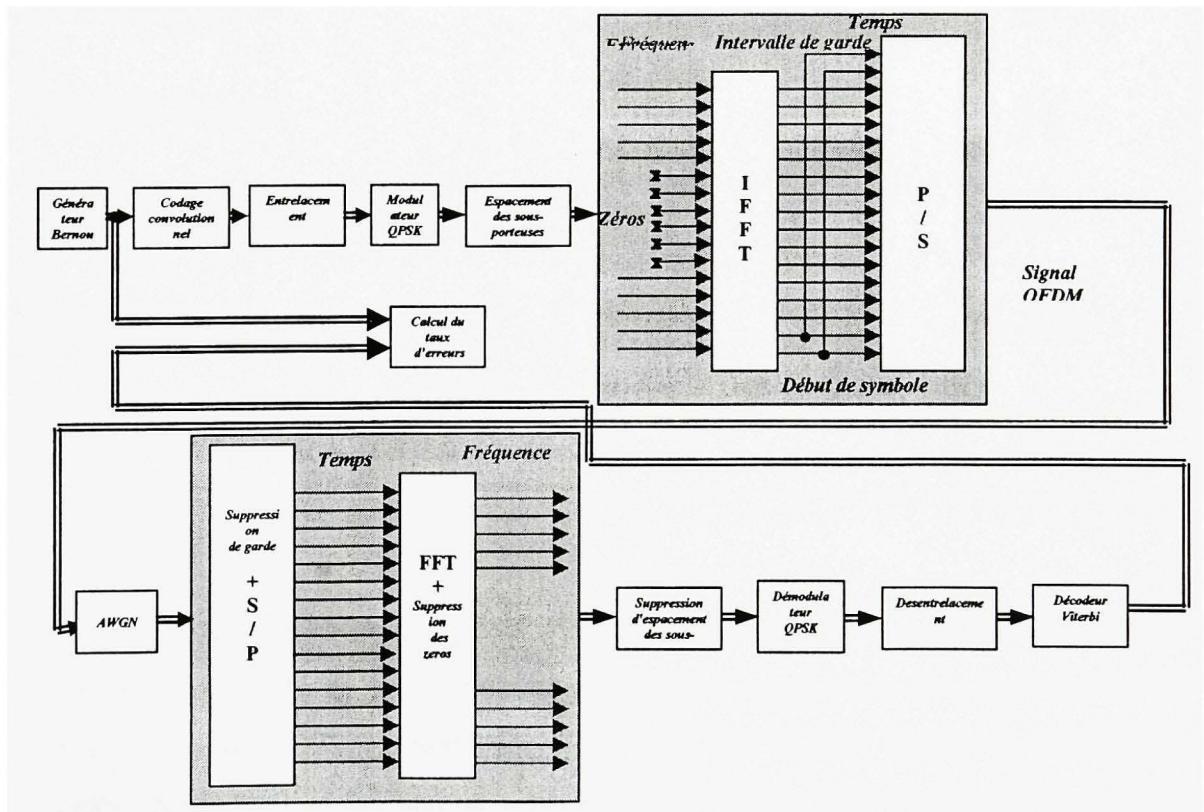 Temps
Intervalle de garde
Généra
teur
Bernou
Codage
convolution
nel
Entrelacem
ent
Modul
ateur
QPSK
Espacement
des sous-
porteuses
Zéros
I
F
F
T
P
/
S
Signal
OFDM
Calcul du
taux
d'erreurs
Début de symbole
Temps
Fréquence
Suppressi
on
de garde
+
S
/
P
FFT
+
Suppress
ion
des
zeros
AWGN
Suppression
d'espacement
des sous-
Démodula
teur
QPSK
Desentrelaceme
nt
Décodeur
Viterbi